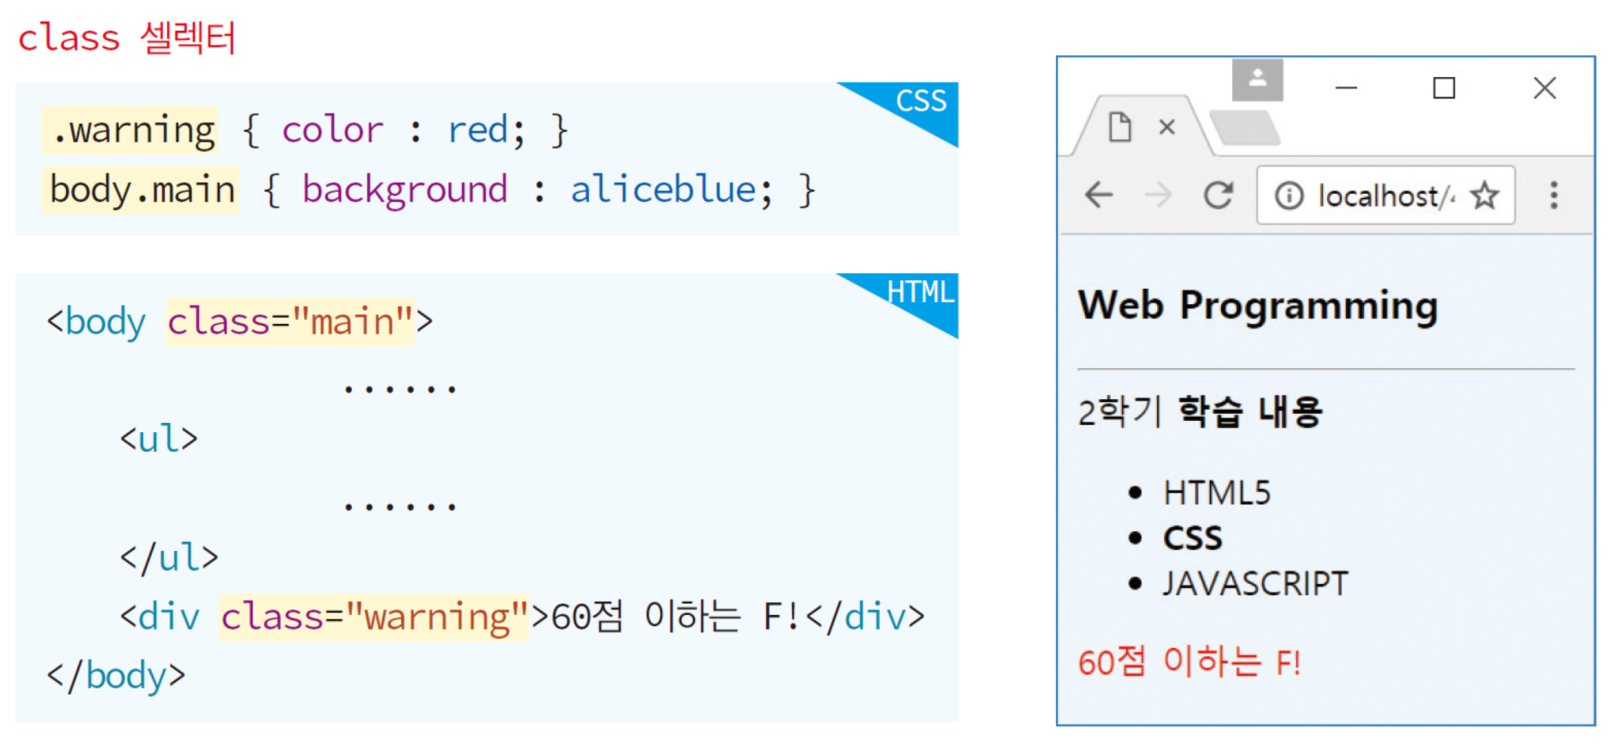 class 셀렉터
CSS
.warning { color : red; }
body.main { background : aliceblue; }
HTML
<body class="main">
......
<ul>
......
</ul>
<div class="warning">60점 이하는 F!</div>
</body>
localhost/
Web Programming
2학기 학습 내용
• HTML5
• CSS
• JAVASCRIPT
60점 이하는 F!